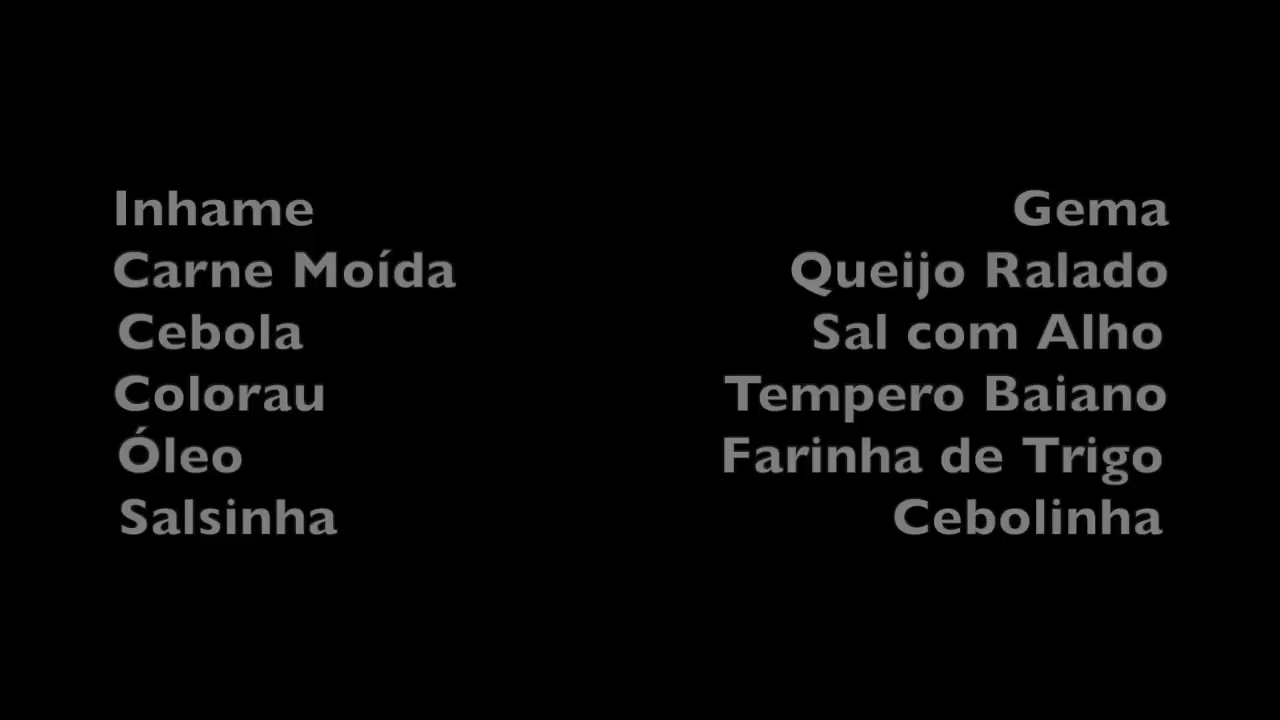 Inhame
Carne Moída
Cebola
Colorau
Óleo
Salsinha
Gema
Queijo Ralado
Sal com Alho
Tempero Baiano
Farinha de Trigo
Cebolinha